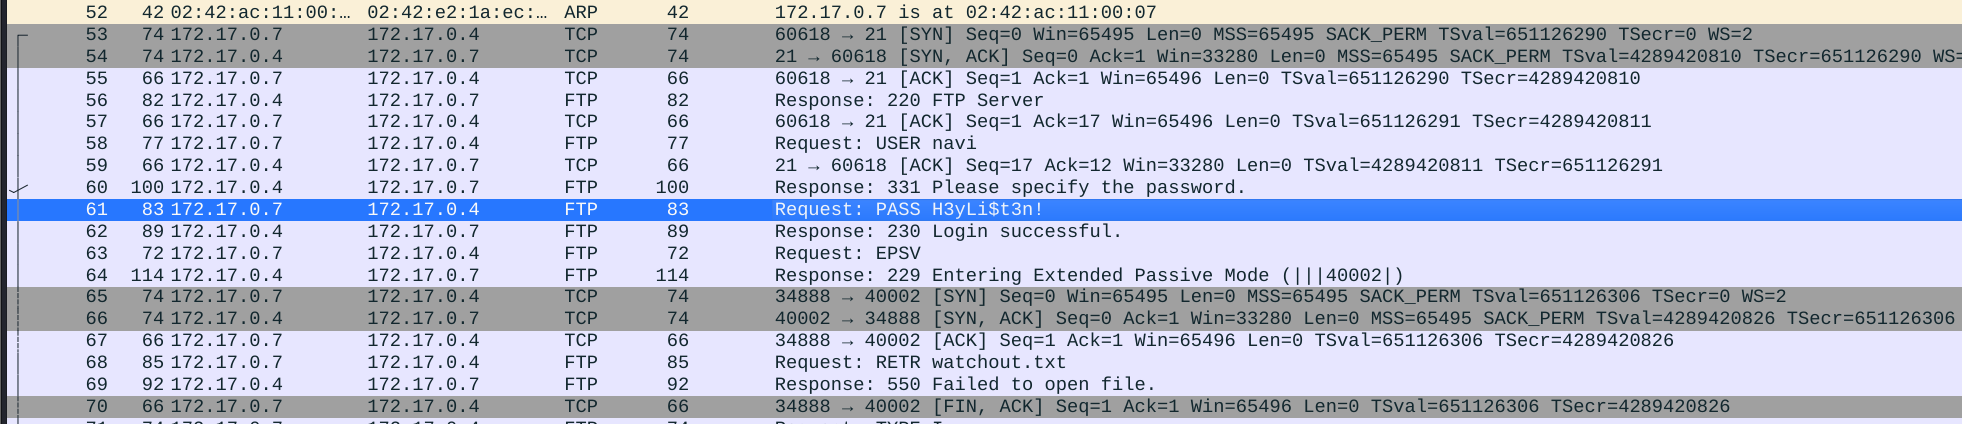 52 42 02:42:ac:11:00:… 02:42:e2:1a:ec:… ARP 42 172.17.0.7 is at 02:42:ac:11:00:07
53 74 172.17.0.7 172.17.0.4 TCP 74 60618 → 21 [SYN] Seq=0 Win=65495 Len=0 MSS=65495 SACK_PERM TSval=651126290 TSecr=0 WS=2
54 74 172.17.0.4 172.17.0.7 TCP 74 21 → 60618 [SYN, ACK] Seq=0 Ack=1 Win=33280 Len=0 MSS=65495 SACK_PERM TSval=4289420810 TSecr=651126290 WS=
55 66 172.17.0.7 172.17.0.4 TCP 66 60618 → 21 [ACK] Seq=1 Ack=1 Win=65496 Len=0 TSval=651126290 TSecr=4289420810
56 82 172.17.0.4 172.17.0.7 FTP 82 Response: 220 FTP Server
57 66 172.17.0.7 172.17.0.4 TCP 66 60618 → 21 [ACK] Seq=1 Ack=17 Win=65496 Len=0 TSval=651126291 TSecr=4289420811
58 77 172.17.0.7 172.17.0.4 FTP 77 Request: USER navi
59 66 172.17.0.4 172.17.0.7 TCP 66 21 → 60618 [ACK] Seq=17 Ack=12 Win=33280 Len=0 TSval=4289420811 TSecr=651126291
60 100 172.17.0.4 172.17.0.7 FTP 100 Response: 331 Please specify the password.
61 83 172.17.0.7 172.17.0.4 FTP 83 Request: PASS H3yLi$t3n!
62 89 172.17.0.4 172.17.0.7 FTP 89 Response: 230 Login successful.
63 72 172.17.0.7 172.17.0.4 FTP 72 Request: EPSV
64 114 172.17.0.4 172.17.0.7 FTP 114 Response: 229 Entering Extended Passive Mode (|||40002|)
65 74 172.17.0.7 172.17.0.4 TCP 74 34888 → 40002 [SYN] Seq=0 Win=65495 Len=0 MSS=65495 SACK_PERM TSval=651126306 TSecr=0 WS=2
66 74 172.17.0.4 172.17.0.7 TCP 74 40002 → 34888 [SYN, ACK] Seq=0 Ack=1 Win=33280 Len=0 MSS=65495 SACK_PERM TSval=4289420826 TSecr=651126306
67 66 172.17.0.7 172.17.0.4 TCP 66 34888 → 40002 [ACK] Seq=1 Ack=1 Win=65496 Len=0 TSval=651126306 TSecr=4289420826
68 85 172.17.0.7 172.17.0.4 FTP 85 Request: RETR watchout.txt
69 92 172.17.0.4 172.17.0.7 FTP 92 Response: 550 Failed to open file.
70 66 172.17.0.7 172.17.0.4 TCP 66 34888 → 40002 [FIN, ACK] Seq=1 Ack=1 Win=65496 Len=0 TSval=651126306 TSecr=4289420826